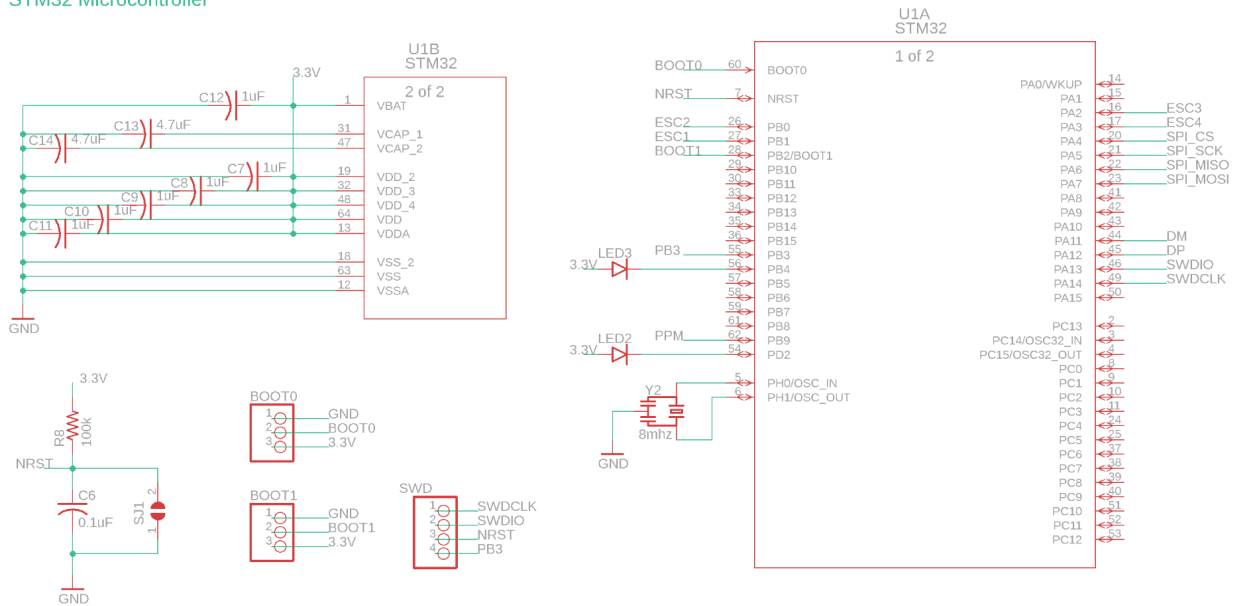 STM32 Microcontroller
U1B
STM32
2 of 2
3.3V
C12 1uF
1 VBAT
C13 4.7uF
31 VCAP_1
C14 4.7uF
47 VCAP_2
C7 1uF
19 VDD_2
C8 1uF
32 VDD_3
C9 1uF
48 VDD_4
C10 1uF
64 VDD
C11 1uF
13 VDDA
18 VSS_2
63 VSS
12 VSSA
GND
3.3V
R8
100k
NRST
C6
0.1uF
SJ1
2
1
GND
BOOT0
1 GND
2 BOOT0
3 3.3V
BOOT1
1 GND
2 BOOT1
3 3.3V
SWD
1 SWDCLK
2 SWDIO
3 NRST
4 PB3
U1A
STM32
1 of 2
BOOT0 60 BOOT0
NRST 7 NRST
ESC2 26 PB0
ESC1 27 PB1
BOOT1 28 PB2/BOOT1
29 PB10
30 PB11
33 PB12
34 PB13
35 PB14
36 PB15
PB3 55 PB3
3.3V LED3 56 PB4
57 PB5
58 PB6
59 PB7
61 PB8
PPM 62 PB9
3.3V LED2 54 PD2
5 PH0/OSC_IN
6 PH1/OSC_OUT
Y2
8mhz
GND
PA0/WKUP 14
PA1 15
PA2 16 ESC3
PA3 17 ESC4
PA4 20 SPI_CS
PA5 21 SPI_SCK
PA6 22 SPI_MISO
PA7 23 SPI_MOSI
PA8 41
PA9 42
PA10 43
PA11 44 DM
PA12 45 DP
PA13 46 SWDIO
PA14 49 SWDCLK
PA15 50
PC13 2
PC14/OSC32_IN 3
PC15/OSC32_OUT 4
PC0 8
PC1 9
PC2 10
PC3 11
PC4 24
PC5 25
PC6 37
PC7 38
PC8 39
PC9 40
PC10 51
PC11 52
PC12 53